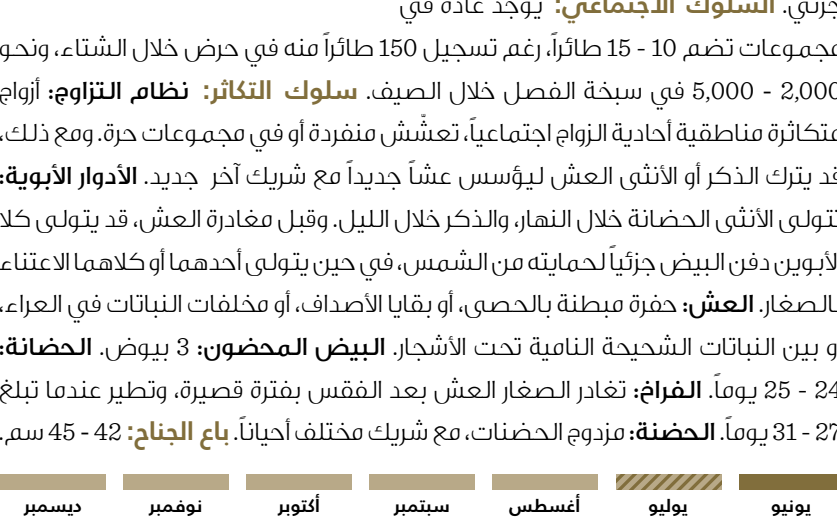 جزئي. السلوك الاجتماعي: يوجد عادة في
مجموعات تضم 10 - 15 طائراً، رغم تسجيل 150 طائراً منه في حرض خلال الشتاء، ونحو
2,000 - 5,000 في سبخة الفصل خلال الصيف. سلوك التكاثر: نظام التزاوج: أزواج
متكاثرة مناطقية أحادية الزواج اجتماعياً، تعشّش منفردة أو في مجموعات حرة. ومع ذلك،
قد يترك الذكر أو الأنثى العش ليؤسس عشاً جديداً مع شريك آخر جديد. الأدوار الأبوية:
تتولى الأنثى الحضانة خلال النهار، والذكر خلال الليل. وقبل مغادرة العش، قد يتولى كلا
الأبوين دفن البيض جزئياً لحمايته من الشمس، في حين يتولى أحدهما أو كلاهما الاعتناء
بالصغار. العش: حفرة مبطنة بالحصى، أو بقايا الأصداف، أو مخلفات النباتات في العراء،
أو بين النباتات الشحيحة النامية تحت الأشجار. البيض المحضون: 3 بيوض. الحضانة:
24 - 25 يوماً. الفراخ: تغادر الصغار العش بعد الفقس بفترة قصيرة، وتطير عندما تبلغ
27 - 31 يوماً. الحضنة: مزدوج الحضنات، مع شريك مختلف أحياناً. باع الجناح: 42 - 45 سم.
يونيو يوليو أغسطس سبتمبر أكتوبر نوفمبر ديسمبر